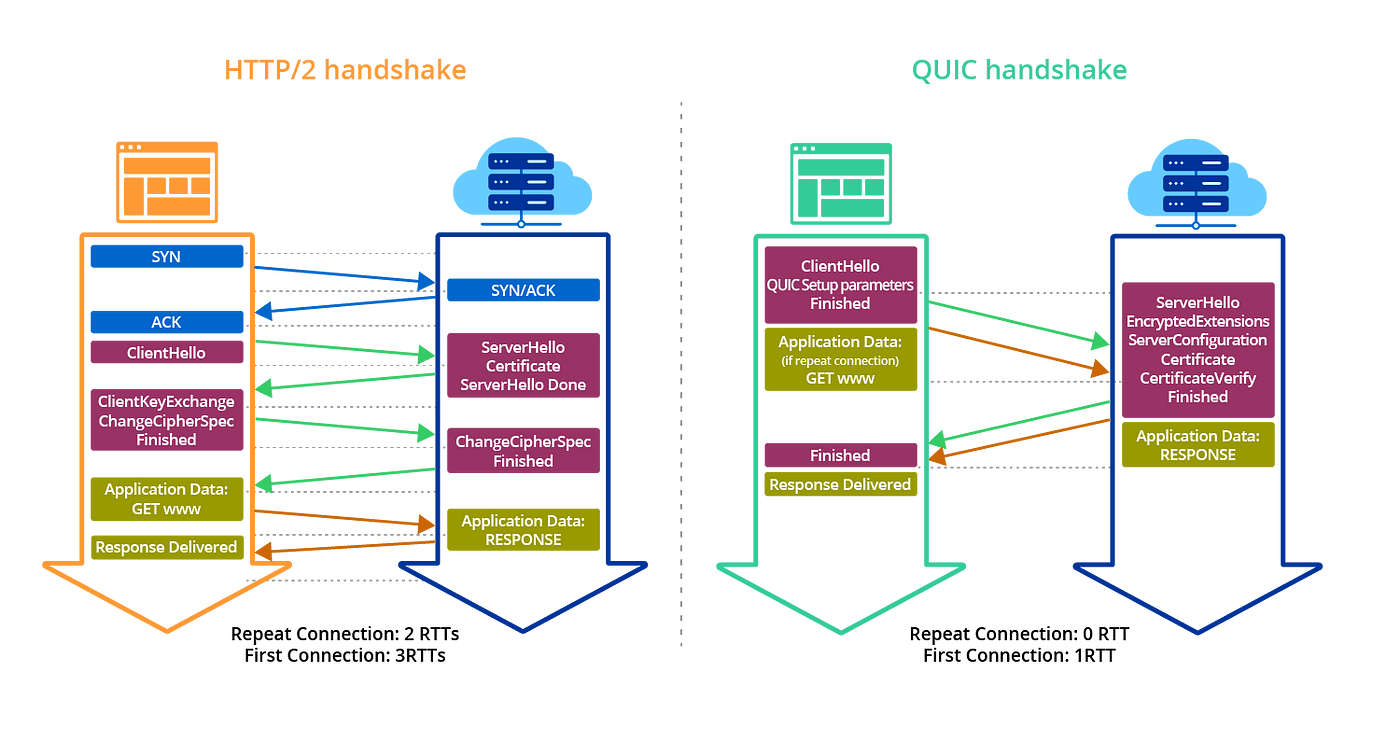 HTTP/2 handshake
SYN
SYN/ACK
ACK
ClientHello
ServerHello
Certificate
ServerHello Done
ClientKeyExchange
ChangeCipherSpec
Finished
ChangeCipherSpec
Finished
Application Data:
GET www
Application Data:
RESPONSE
Response Delivered
Repeat Connection: 2 RTTs
First Connection: 3RTTs
QUIC handshake
ClientHello
QUIC Setup parameters
Finished
Application Data:
(if repeat connection)
GET www
ServerHello
EncryptedExtensions
ServerConfiguration
Certificate
CertificateVerify
Finished
Application Data:
RESPONSE
Finished
Response Delivered
Repeat Connection: 0 RTT
First Connection: 1RTT